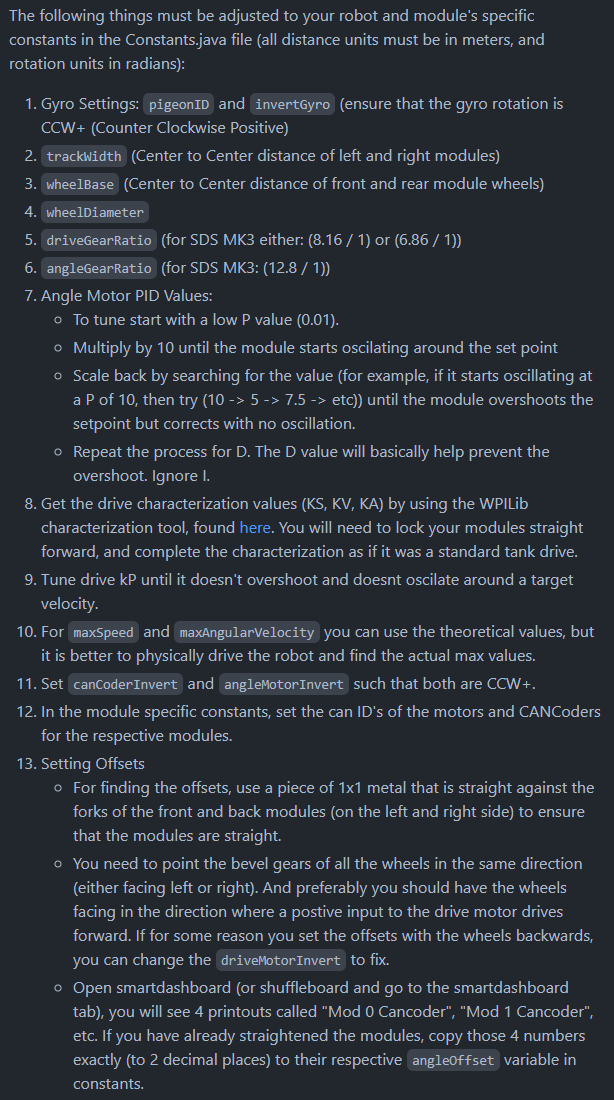 The following things must be adjusted to your robot and module's specific
constants in the Constants.java file (all distance units must be in meters, and
rotation units in radians):
1. Gyro Settings: pigeonID and invertGyro (ensure that the gyro rotation is
CCW+ (Counter Clockwise Positive)
2. trackWidth (Center to Center distance of left and right modules)
3. wheelBase (Center to Center distance of front and rear module wheels)
4. wheelDiameter
5. driveGearRatio (for SDS MK3 either: (8.16 / 1) or (6.86 / 1))
6. angleGearRatio (for SDS MK3: (12.8 / 1))
7. Angle Motor PID Values:
○ To tune start with a low P value (0.01).
○ Multiply by 10 until the module starts oscilating around the set point
○ Scale back by searching for the value (for example, if it starts oscillating at
a P of 10, then try (10 -> 5 -> 7.5 -> etc)) until the module overshoots the
setpoint but corrects with no oscillation.
○ Repeat the process for D. The D value will basically help prevent the
overshoot. Ignore I.
8. Get the drive characterization values (KS, KV, KA) by using the WPILib
characterization tool, found here. You will need to lock your modules straight
forward, and complete the characterization as if it was a standard tank drive.
9. Tune drive kP until it doesn't overshoot and doesnt oscilate around a target
velocity.
10. For maxSpeed and maxAngularVelocity you can use the theoretical values, but
it is better to physically drive the robot and find the actual max values.
11. Set canCoderInvert and angleMotorInvert such that both are CCW+.
12. In the module specific constants, set the can ID's of the motors and CANCoders
for the respective modules.
13. Setting Offsets
○ For finding the offsets, use a piece of 1x1 metal that is straight against the
forks of the front and back modules (on the left and right side) to ensure
that the modules are straight.
○ You need to point the bevel gears of all the wheels in the same direction
(either facing left or right). And preferably you should have the wheels
facing in the direction where a postive input to the drive motor drives
forward. If for some reason you set the offsets with the wheels backwards,
you can change the driveMotorInvert to fix.
○ Open smartdashboard (or shuffleboard and go to the smartdashboard
tab), you will see 4 printouts called "Mod 0 Cancoder", "Mod 1 Cancoder",
etc. If you have already straightened the modules, copy those 4 numbers
exactly (to 2 decimal places) to their respective angleOffset variable in
constants.